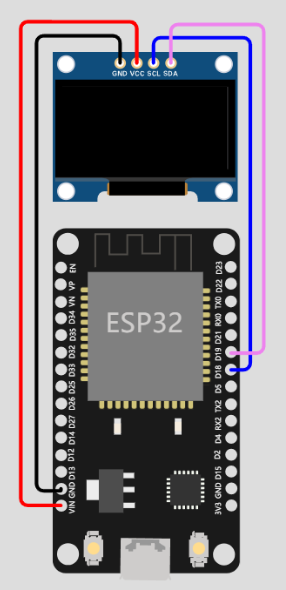 GND VCC SCL SDA
ESP32
EN
VP
VN
D34
D35
D32
D33
D25
D26
D27
D14
D12
D13
GND
VIN
D23
D22
TX0
RX0
D21
D19
D18
D5
TX2
RX2
D4
D2
D15
GND
3V3